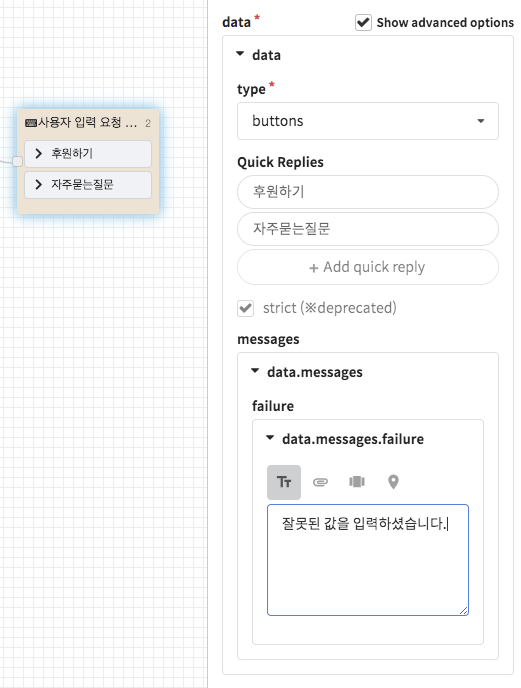 data *
Show advanced options
data
type *
buttons
Quick Replies
후원하기
자주묻는질문
+ Add quick reply
strict (※deprecated)
messages
data.messages
failure
data.messages.failure
TT
잘못된 값을 입력하셨습니다.
사용자 입력 요청 ... 2
후원하기
자주묻는질문